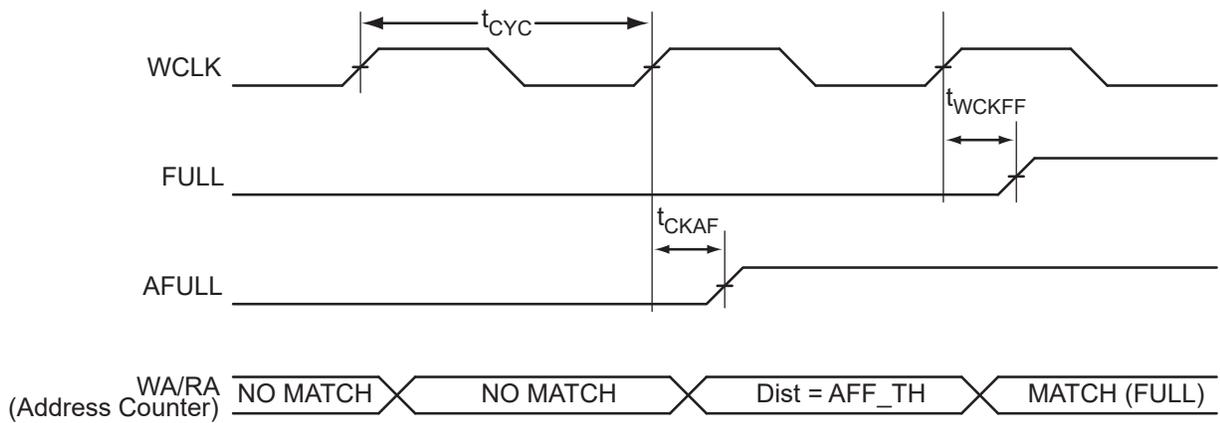 tCYC
WCLK
tWCKFF
FULL
tCKAF
AFULL
WA/RA
(Address Counter)
NO MATCH
NO MATCH
Dist = AFF_TH
MATCH (FULL)